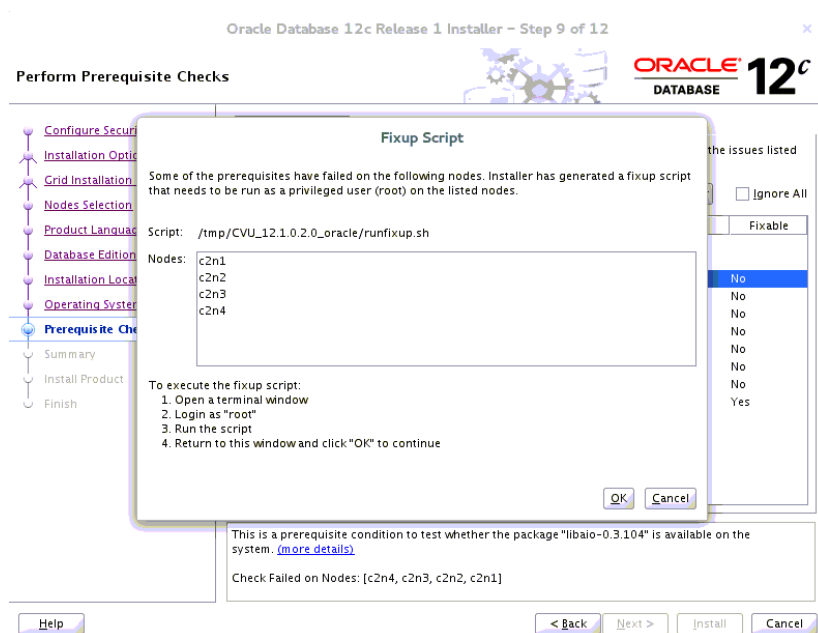 Oracle Database 12c Release 1 Installer – Step 9 of 12
Perform Prerequisite Checks
ORACLE
DATABASE
12c
Configure Securi
Installation Optio
Grid Installation
Nodes Selection
Product Languag
Database Edition
Installation Locat
Operating System
Prerequisite Che
Summary
Install Product
Finish
the issues listed
Ignore All
Fixable
No
No
No
No
No
No
No
Yes
Fixup Script
Some of the prerequisites have failed on the following nodes. Installer has generated a fixup script
that needs to be run as a privileged user (root) on the listed nodes.
Script: /tmp/CVU_12.1.0.2.0_oracle/runfixup.sh
Nodes:
c2n1
c2n2
c2n3
c2n4
To execute the fixup script:
1. Open a terminal window
2. Login as "root"
3. Run the script
4. Return to this window and click "OK" to continue
OK Cancel
This is a prerequisite condition to test whether the package "libaio-0.3.104" is available on the
system. (more details)
Check Failed on Nodes: [c2n4, c2n3, c2n2, c2n1]
Help < Back Next > Install Cancel